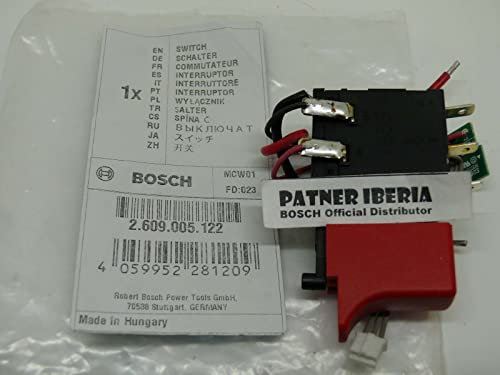 1x
EN SWITCH
DE SCHALTER
FR COMMUTATEUR
ES INTERRUPTOR
IT INTERRUTTORE
PT INTERRUPTOR
PL WYŁĄCZNIK
TR ŞALTER
CS SPÍNAČ
RU ВЫКЛЮЧАТ
JA スイッチ
ZH 开关
BOSCH
MCW01
FD:023
2.609.005.122
4 059952 281209
Robert Bosch Power Tools GmbH,
70538 Stuttgart, GERMANY
Made in Hungary
PATNER IBERIA
BOSCH Official Distributor